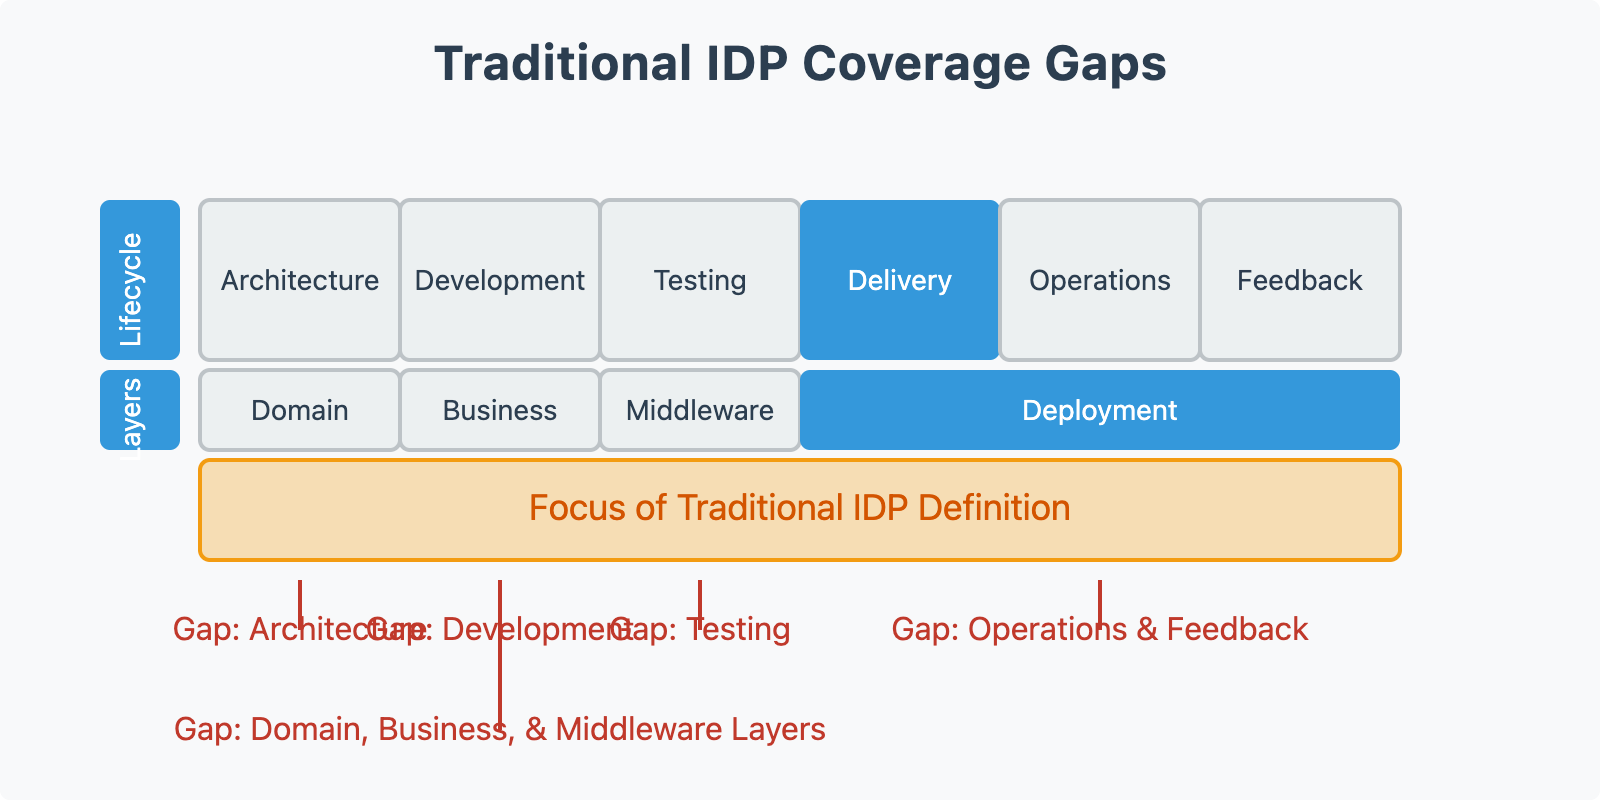 Traditional IDP Coverage Gaps
Lifecycle
Architecture
Development
Testing
Delivery
Operations
Feedback
Layers
Domain
Business
Middleware
Deployment
Focus of Traditional IDP Definition
Gap: Architecture
Gap: Development
Gap: Testing
Gap: Operations & Feedback
Gap: Domain, Business, & Middleware Layers